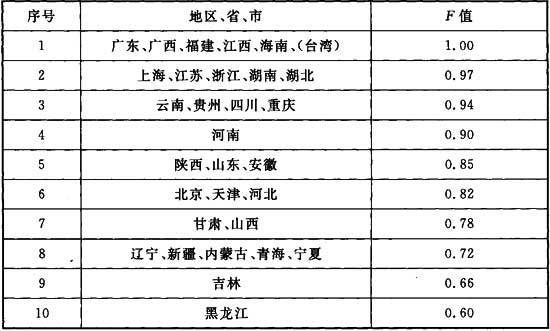 序号 地区、省、市 F 值
1 广东、广西、福建、江西、海南、(台湾) 1.00
2 上海、江苏、浙江、湖南、湖北 0.97
3 云南、贵州、四川、重庆 0.94
4 河南 0.90
5 陕西、山东、安徽 0.85
6 北京、天津、河北 0.82
7 甘肃、山西 0.78
8 辽宁、新疆、内蒙古、青海、宁夏 0.72
9 吉林 0.66
10 黑龙江 0.60